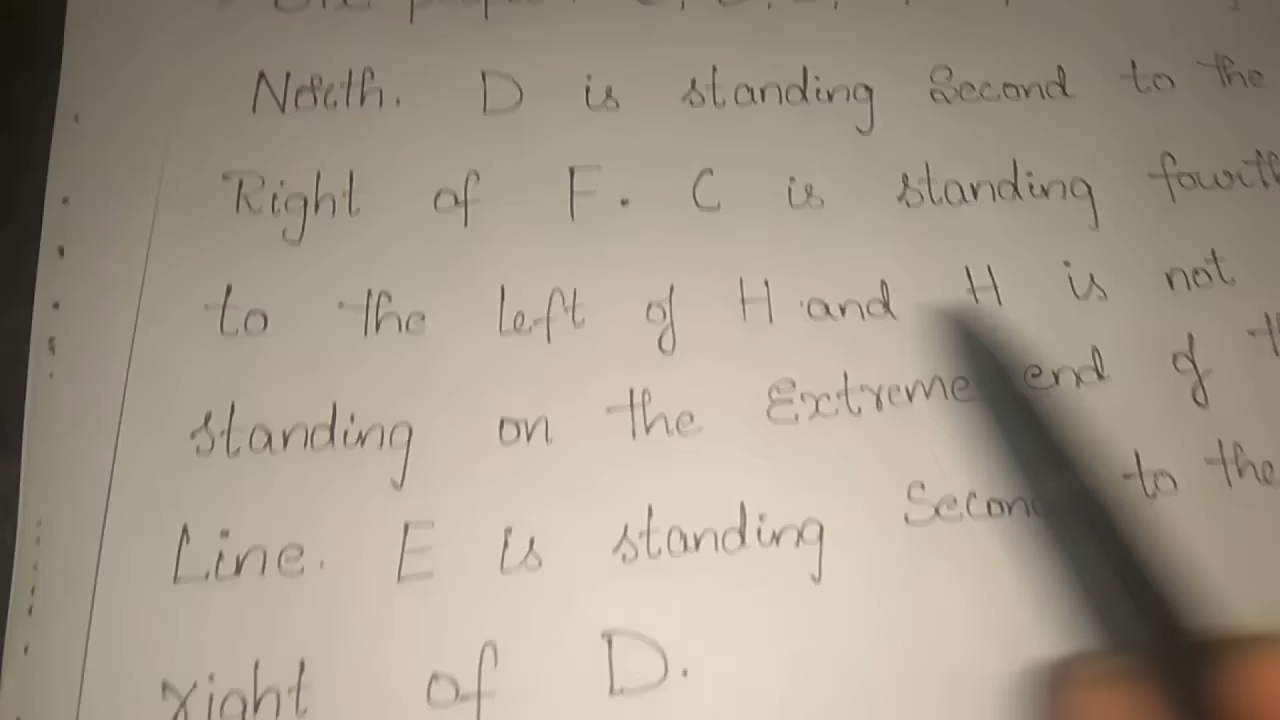 North. D is standing Second to the
Right of F. C is standing fourth
to the left of H and H is not
standing on the Extreme end of
Line. E is standing Second to the
right of D.